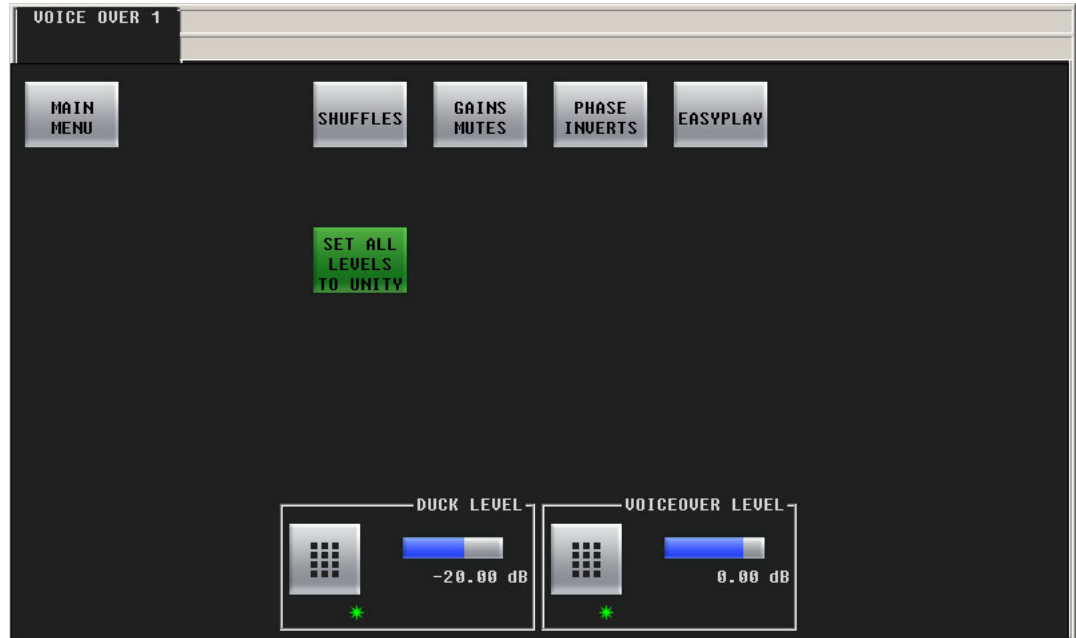 VOICE OVER 1
MAIN
MENU
SHUFFLES
GAINS
MUTES
PHASE
INVERTS
EASYPLAY
SET ALL
LEVELS
TO UNITY
DUCK LEVEL
-20.00 dB
VOICEOVER LEVEL
0.00 dB